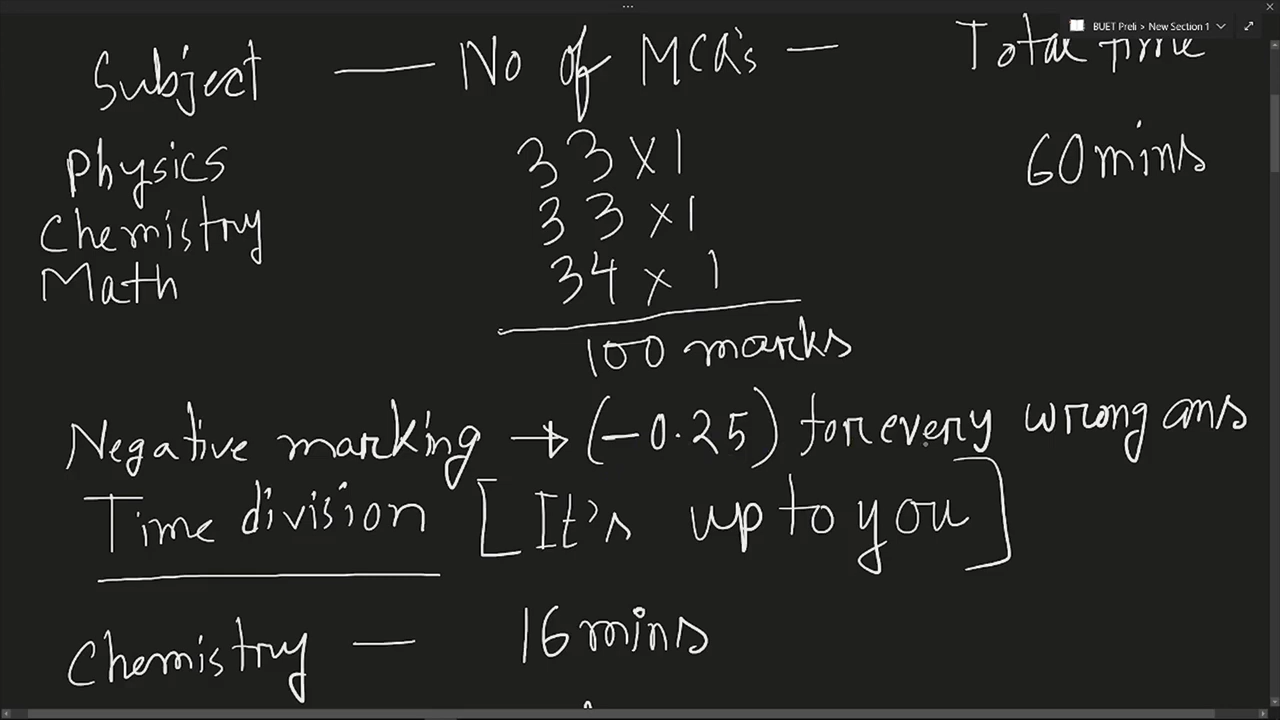 BUET Preli > New Section 1
Subject — No of MCQ's — Total time
Physics 33 x 1 60 mins
Chemistry 33 x 1
Math 34 x 1
100 marks
Negative marking → (-0.25) for every wrong ans
Time division [It's up to you]
Chemistry — 16 mins